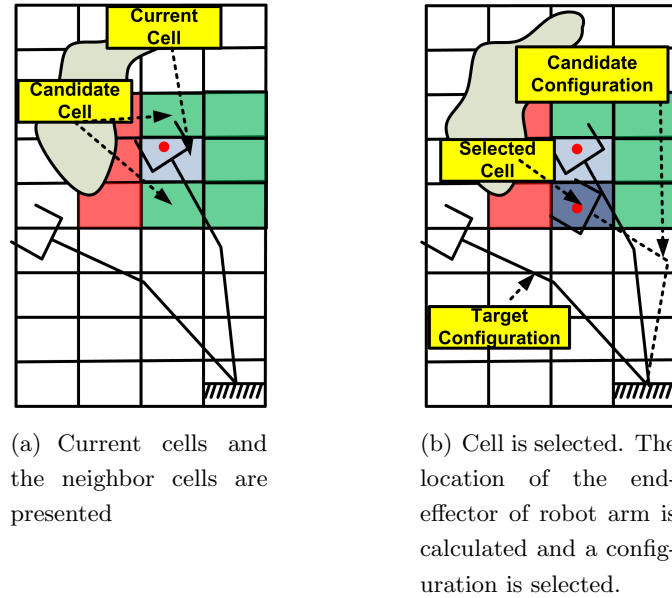 Current
Cell
Candidate
Cell
Candidate
Configuration
Selected
Cell
Target
Configuration
(a) Current cells and
the neighbor cells are
presented
(b) Cell is selected. The
location of the end-
effector of robot arm is
calculated and a config-
uration is selected.